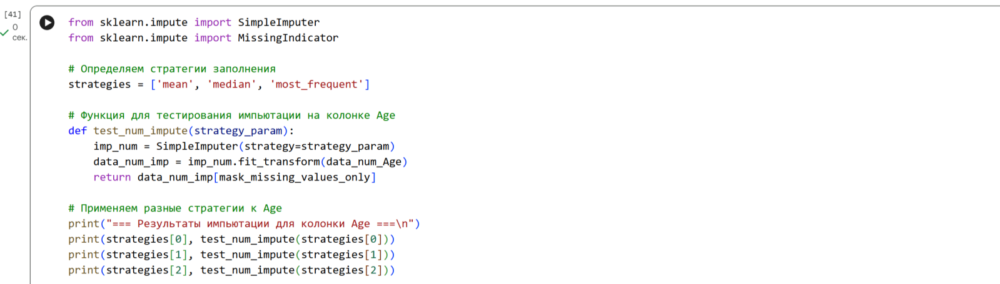 [41]
0
сек.
from sklearn.impute import SimpleImputer
from sklearn.impute import MissingIndicator
# Определяем стратегии заполнения
strategies = ['mean', 'median', 'most_frequent']
# Функция для тестирования импьютации на колонке Age
def test_num_impute(strategy_param):
    imp_num = SimpleImputer(strategy=strategy_param)
    data_num_imp = imp_num.fit_transform(data_num_Age)
    return data_num_imp[mask_missing_values_only]
# Применяем разные стратегии к Age
print("=== Результаты импьютации для колонки Age ===\n")
print(strategies[0], test_num_impute(strategies[0]))
print(strategies[1], test_num_impute(strategies[1]))
print(strategies[2], test_num_impute(strategies[2]))